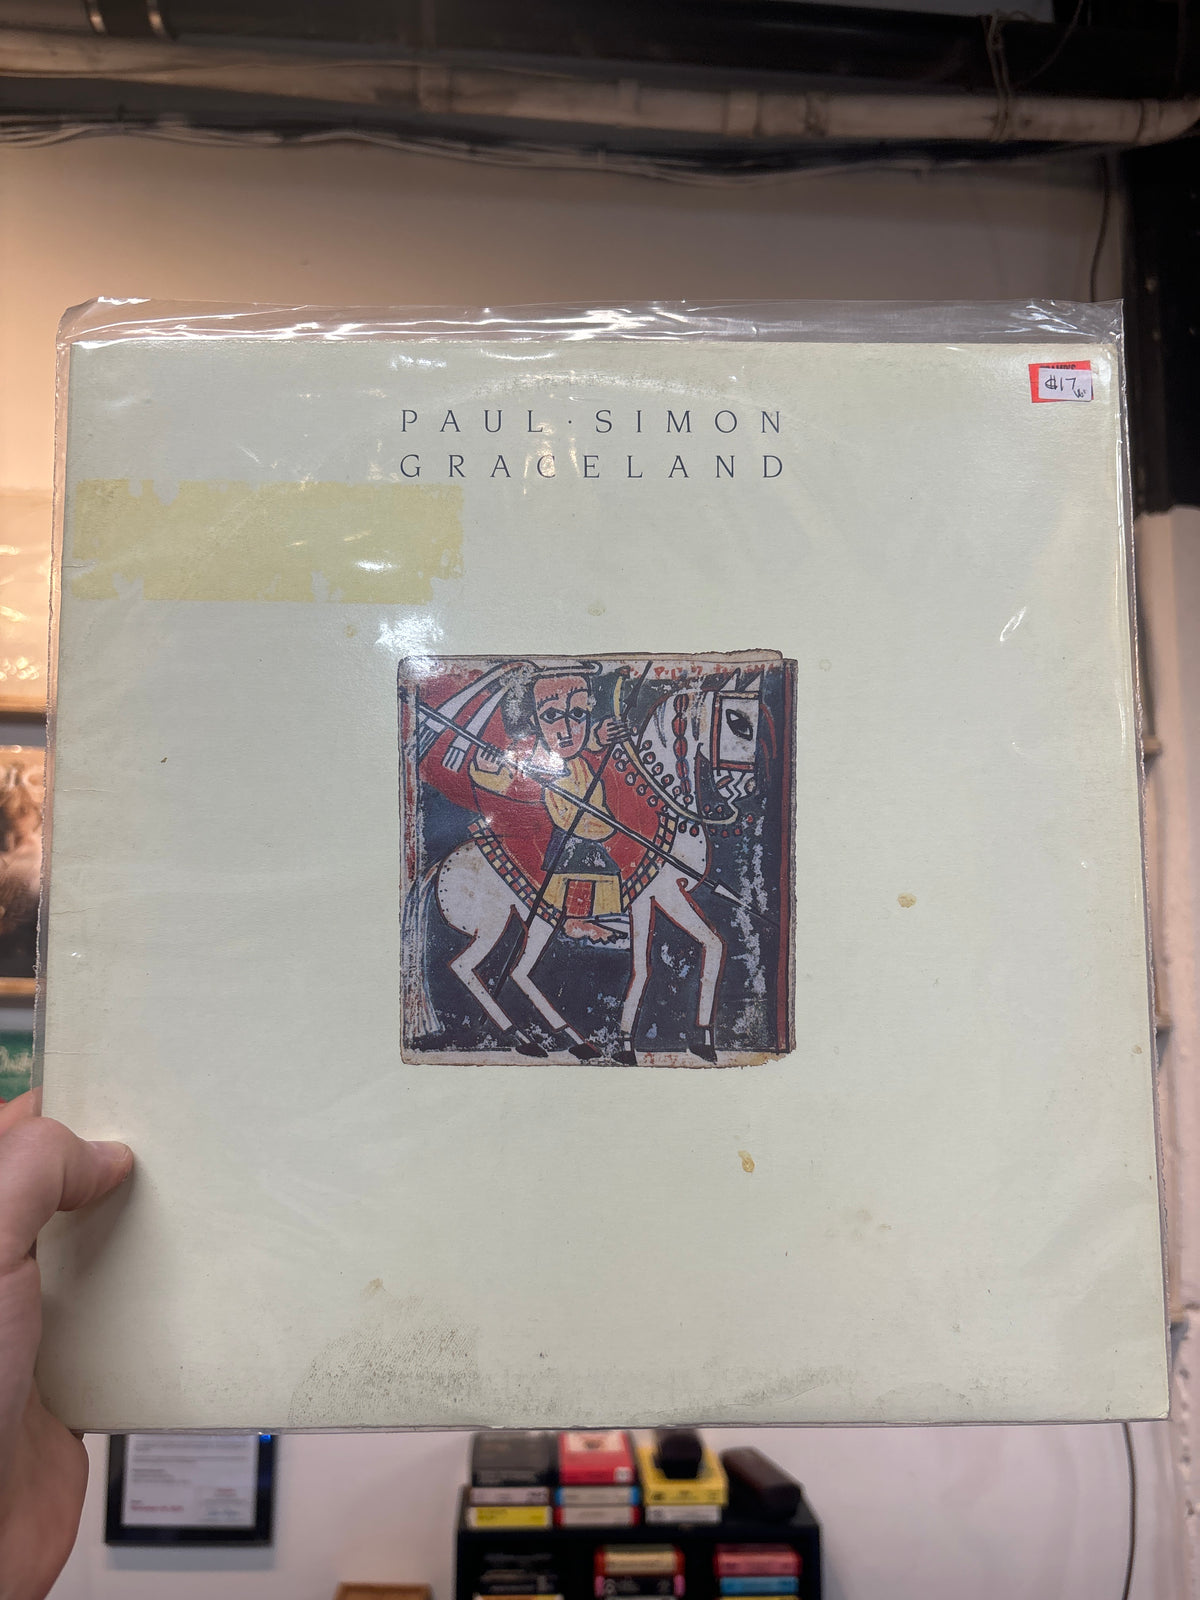 PAUL · SIMON
GRACELAND
$17